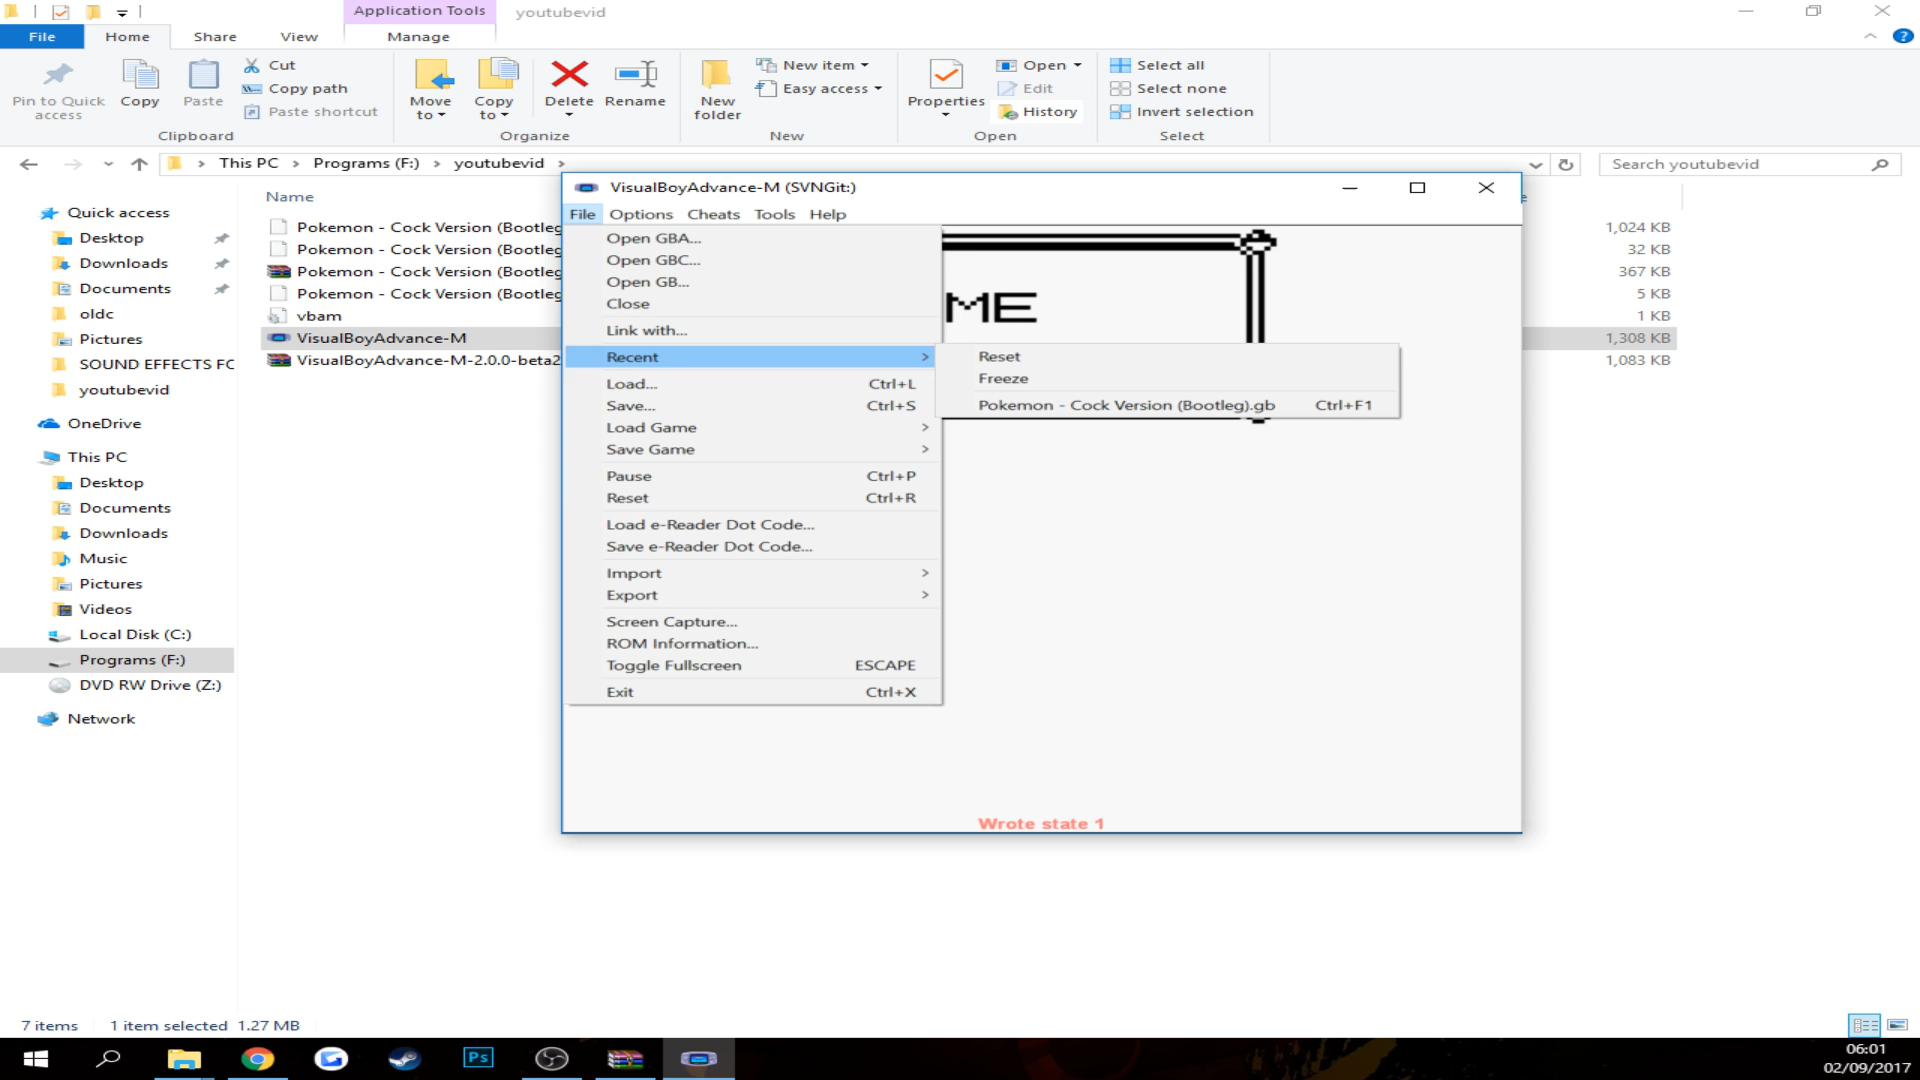 Application Tools youtubevid
File Home Share View Manage
Pin to Quick access
Copy
Paste
Cut
Copy path
Paste shortcut
Clipboard
Move to
Copy to
Delete
Rename
Organize
New folder
New item
Easy access
New
Properties
Open
Edit
History
Open
Select all
Select none
Invert selection
Select
This PC > Programs (F:) > youtubevid >
Search youtubevid
Quick access
Desktop
Downloads
Documents
oldc
Pictures
SOUND EFFECTS FC
youtubevid
OneDrive
This PC
Desktop
Documents
Downloads
Music
Pictures
Videos
Local Disk (C:)
Programs (F:)
DVD RW Drive (Z:)
Network
Name
Pokemon - Cock Version (Bootleg 1,024 KB
Pokemon - Cock Version (Bootleg 32 KB
Pokemon - Cock Version (Bootleg 367 KB
Pokemon - Cock Version (Bootleg 5 KB
vbam 1 KB
VisualBoyAdvance-M 1,308 KB
VisualBoyAdvance-M-2.0.0-beta2 1,083 KB
VisualBoyAdvance-M (SVNGit:)
File Options Cheats Tools Help
Open GBA...
Open GBC...
Open GB...
Close
Link with...
Recent >
Load... Ctrl+L
Save... Ctrl+S
Load Game >
Save Game >
Pause Ctrl+P
Reset Ctrl+R
Load e-Reader Dot Code...
Save e-Reader Dot Code...
Import >
Export >
Screen Capture...
ROM Information...
Toggle Fullscreen ESCAPE
Exit Ctrl+X
Reset
Freeze
Pokemon - Cock Version (Bootleg).gb Ctrl+F1
ME
Wrote state 1
7 items 1 item selected 1.27 MB
Ps
06:01
02/09/2017